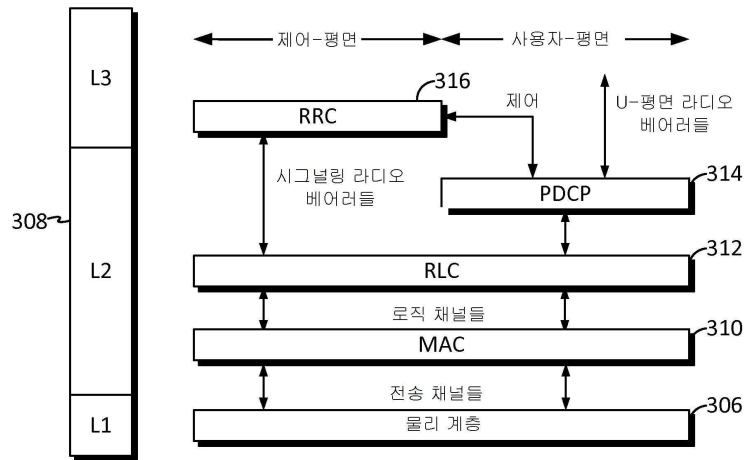 제어-평면
사용자-평면
L3
316
RRC
제어
U-평면 라디오
베어러들
시그널링 라디오
베어러들
314
PDCP
308
L2
312
RLC
로직 채널들
310
MAC
전송 채널들
306
L1
물리 계층